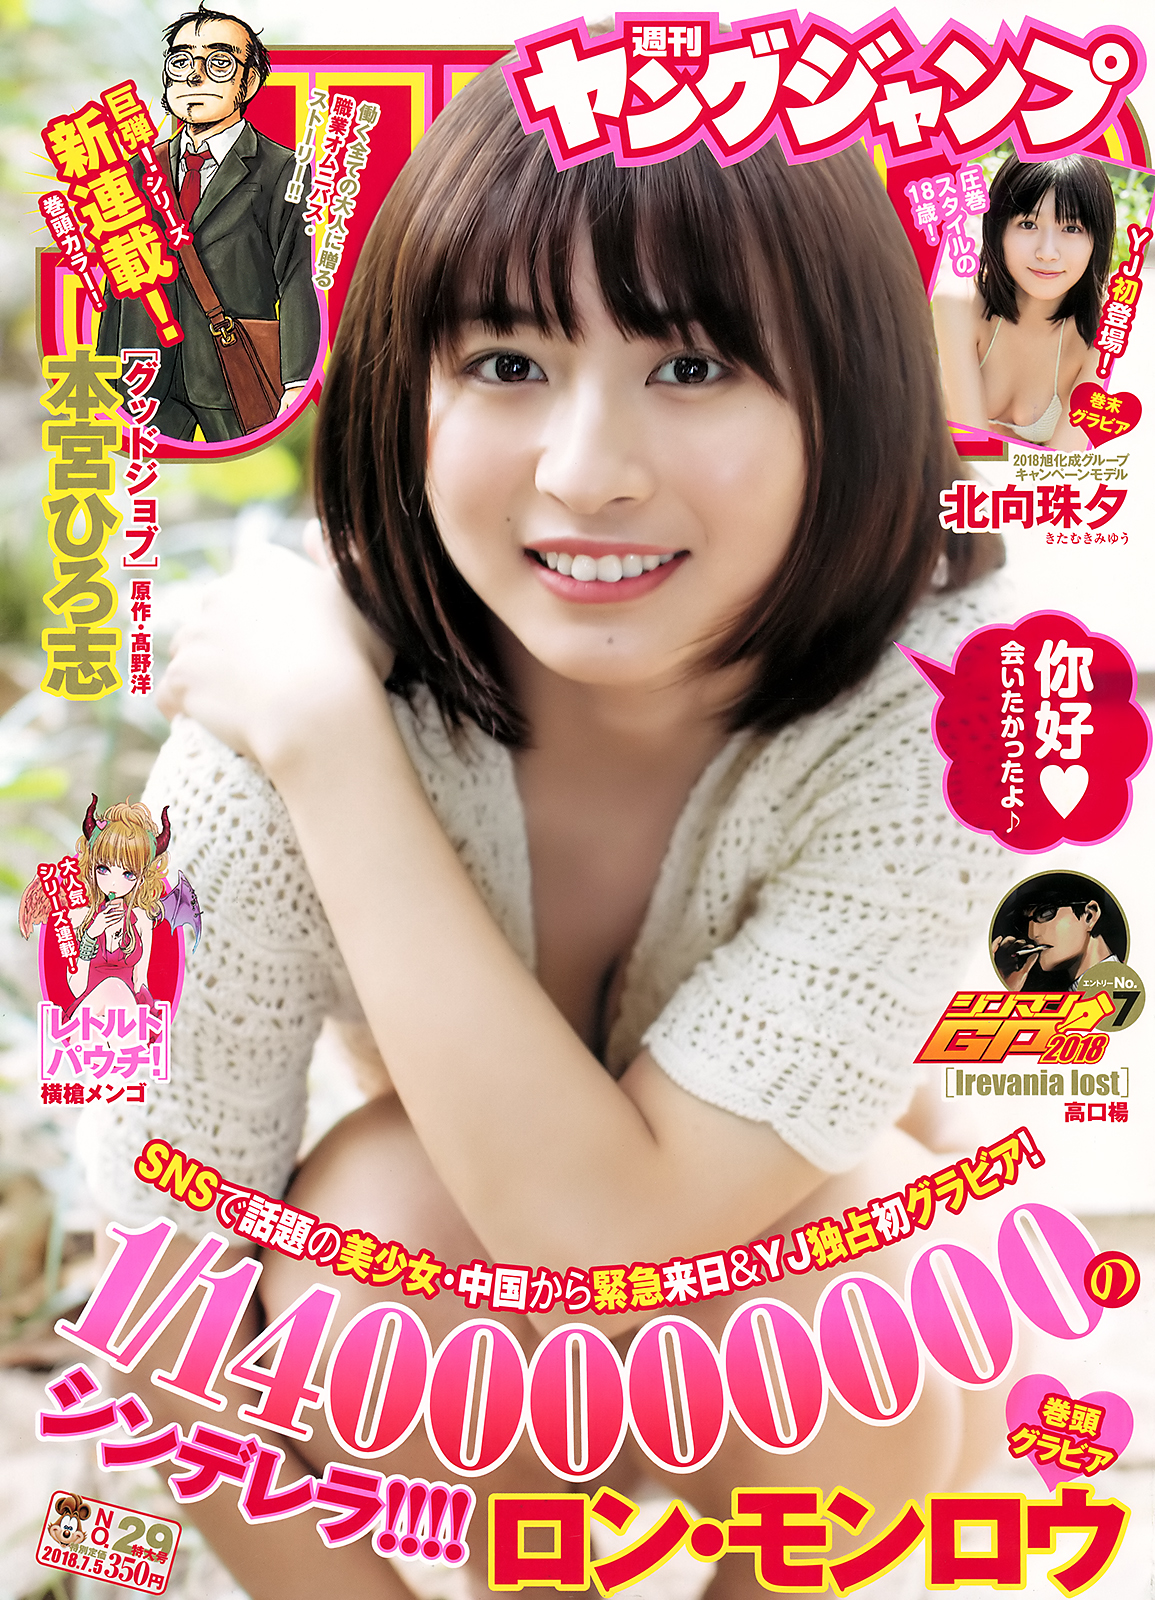 週刊
ヤングジャンプ
巨弾!シリーズ
新連載!
巻頭カラー!!
働く全ての大人に贈る
職業オムニバス・
ストーリー!!
[グッドジョブ]
本宮ひろ志
原作・髙野洋
圧巻
スタイルの
18歳!
YJ初登場!
巻末
グラビア
2018旭化成グループ
キャンペーンモデル
北向珠夕
きたむきみゆう
你好♥
会いたかったよ♪
大人気
シリーズ連載!
[レトルト
パウチ!]
横槍メンゴ
エントリーNo.
7
シンマン
GP
2018
[Irevania lost]
高口楊
SNSで話題の美少女・中国から緊急来日&YJ独占初グラビア!
1/1400000000の
シンデレラ!!!!
巻頭
グラビア
ロン・モンロウ
NO.29
特大号
特別定価
2018.7.5 350円